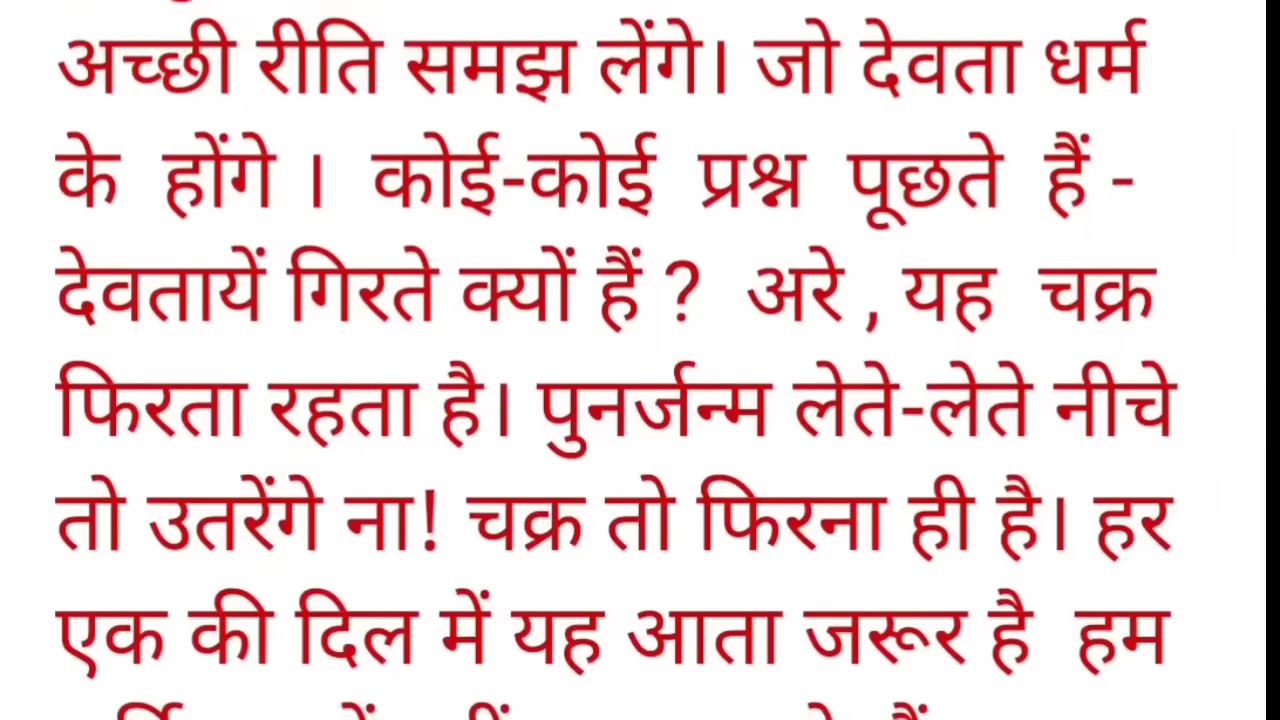 अच्छी रीति समझ लेंगे। जो देवता धर्म
के होंगे । कोई-कोई प्रश्न पूछते हैं -
देवतायें गिरते क्यों हैं ? अरे , यह चक्र
फिरता रहता है। पुनर्जन्म लेते-लेते नीचे
तो उतरेंगे ना! चक्र तो फिरना ही है। हर
एक की दिल में यह आता जरूर है हम